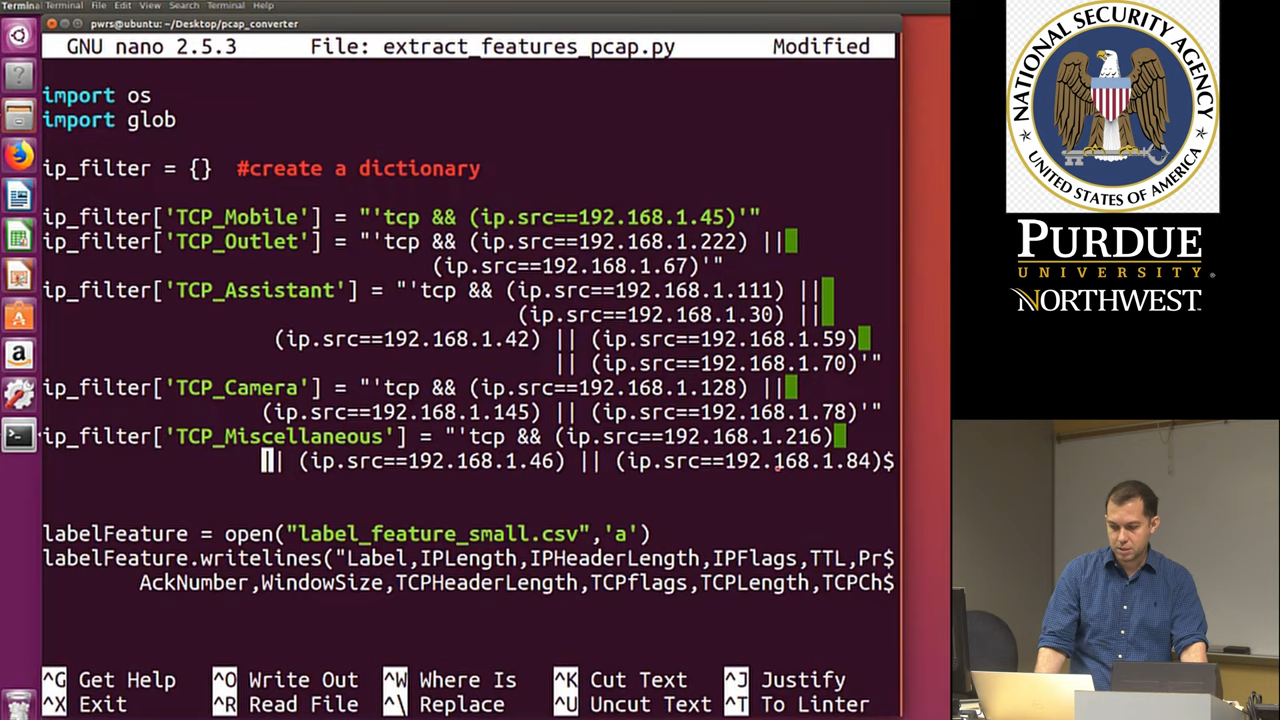 Terminal Terminal File Edit View Search Terminal Help
pwrs@ubuntu: ~/Desktop/pcap_converter
GNU nano 2.5.3 File: extract_features_pcap.py Modified
import os
import glob
ip_filter = {} #create a dictionary
ip_filter['TCP_Mobile'] = "'tcp && (ip.src==192.168.1.45)'"
ip_filter['TCP_Outlet'] = "'tcp && (ip.src==192.168.1.222) ||
(ip.src==192.168.1.67)'"
ip_filter['TCP_Assistant'] = "'tcp && (ip.src==192.168.1.111) ||
(ip.src==192.168.1.30) ||
(ip.src==192.168.1.42) || (ip.src==192.168.1.59)
|| (ip.src==192.168.1.70)'"
ip_filter['TCP_Camera'] = "'tcp && (ip.src==192.168.1.128) ||
(ip.src==192.168.1.145) || (ip.src==192.168.1.78)'"
ip_filter['TCP_Miscellaneous'] = "'tcp && (ip.src==192.168.1.216)
|| (ip.src==192.168.1.46) || (ip.src==192.168.1.84)$
labelFeature = open("label_feature_small.csv",'a')
labelFeature.writelines("Label,IPLength,IPHeaderLength,IPFlags,TTL,Pr$
AckNumber,WindowSize,TCPHeaderLength,TCPflags,TCPLength,TCPCh$
^G Get Help ^O Write Out ^W Where Is ^K Cut Text ^J Justify
^X Exit ^R Read File ^\ Replace ^U Uncut Text ^T To Linter
NATIONAL SECURITY AGENCY
UNITED STATES OF AMERICA
PURDUE
UNIVERSITY
NORTHWEST